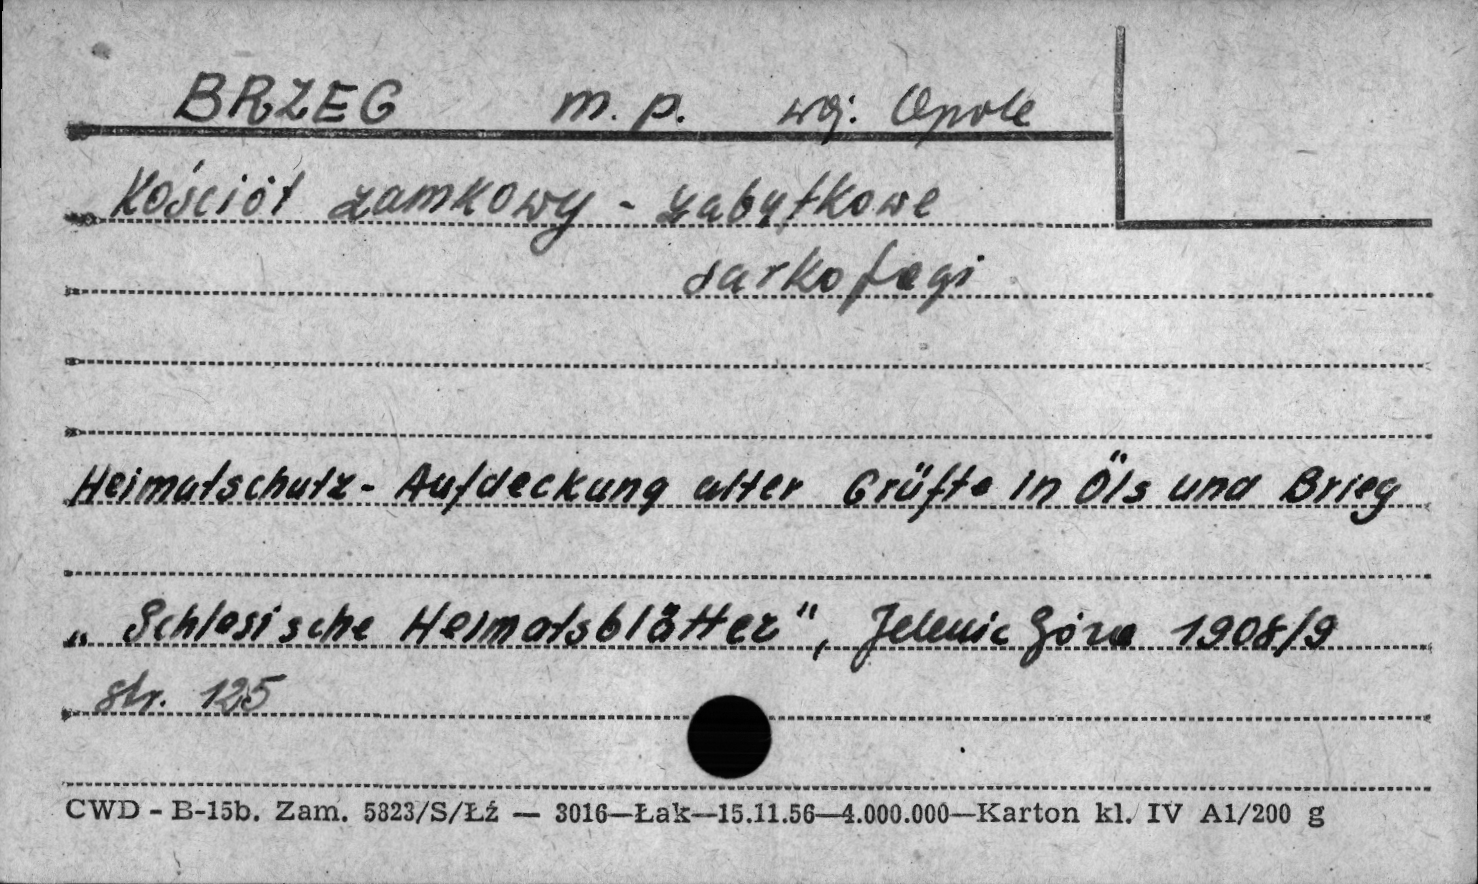 BRZEG m. p. woj. Opole
Kościół zamkowy - zabytkowe
sarkofagi
Heimatschutz - Aufdeckung alter Grüfte in Öls und Brieg
„Schlesische Heimatsblätter", Jelenia Góra 1908/9
str. 125
CWD - B-15b. Zam. 5823/S/Łź — 3016—Łak—15.11.56—4.000.000—Karton kl. IV A1/200 g